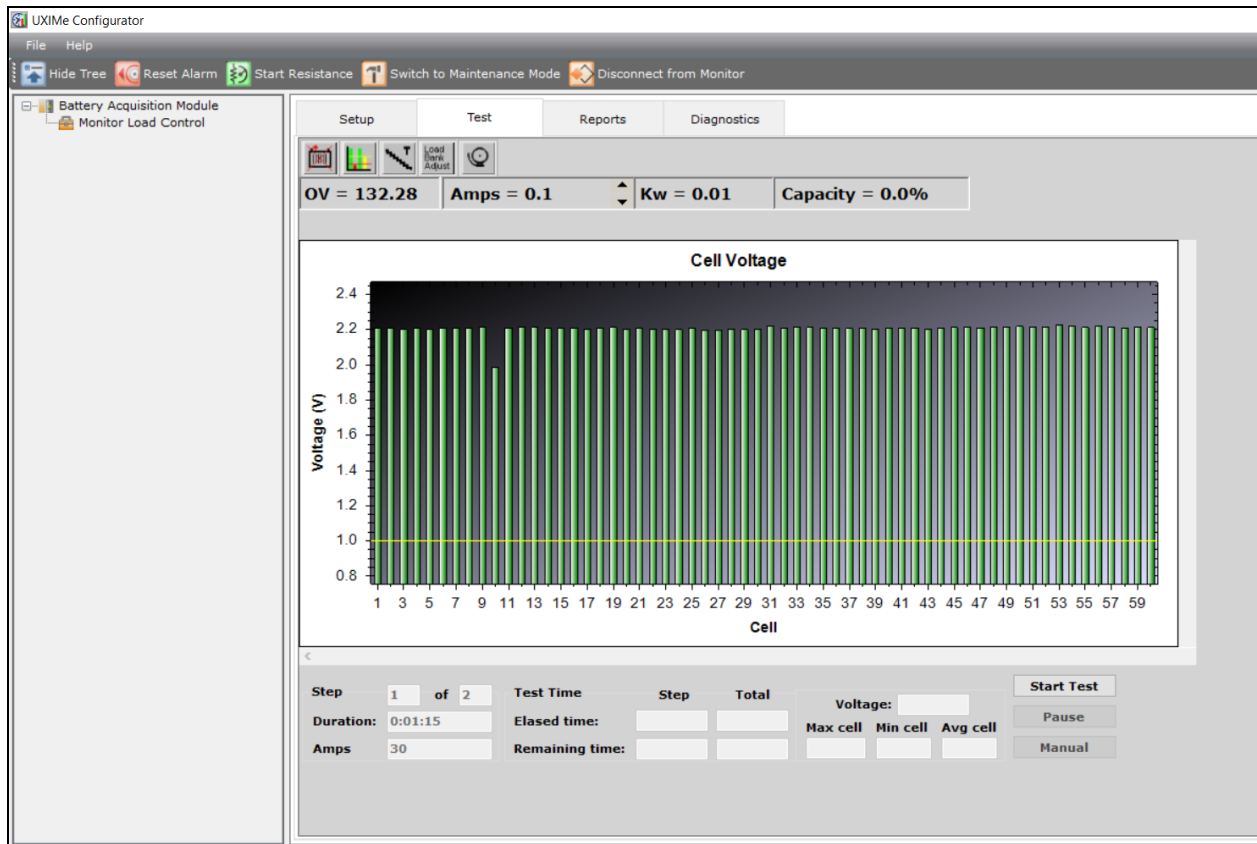 UXIMe Configurator
File Help
Hide Tree Reset Alarm Start Resistance Switch to Maintenance Mode Disconnect from Monitor
Battery Acquisition Module
Monitor Load Control
Setup Test Reports Diagnostics
T
Load Bank Adjust
OV = 132.28 Amps = 0.1 Kw = 0.01 Capacity = 0.0%
Cell Voltage
2.4
2.2
2.0
1.8
1.6
1.4
1.2
1.0
0.8
Voltage (V)
1 3 5 7 9 11 13 15 17 19 21 23 25 27 29 31 33 35 37 39 41 43 45 47 49 51 53 55 57 59
Cell
Step 1 of 2
Duration: 0:01:15
Amps 30
Test Time Step Total
Elased time:
Remaining time:
Voltage:
Max cell Min cell Avg cell
Start Test
Pause
Manual